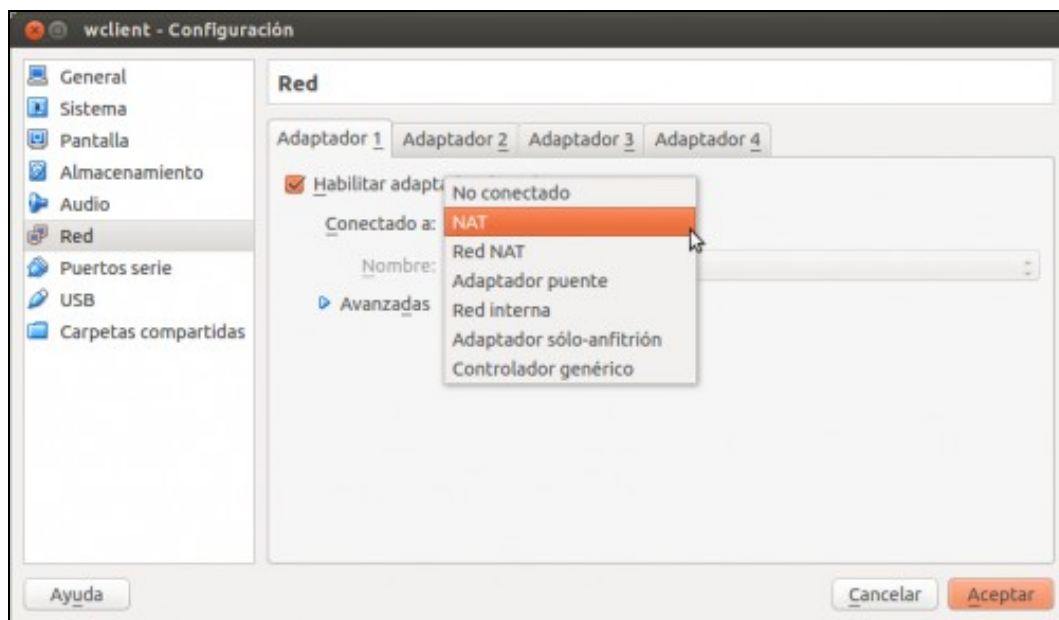 wclient - Configuración
General
Sistema
Pantalla
Almacenamiento
Audio
Red
Puertos serie
USB
Carpetas compartidas
Red
Adaptador 1 Adaptador 2 Adaptador 3 Adaptador 4
Habilitar
Conectado a:
No conectado
NAT
Red NAT
Adaptador puente
Red interna
Adaptador sólo-anfitrión
Controlador genérico
Nombre:
Avanzadas
Ayuda Cancelar Aceptar